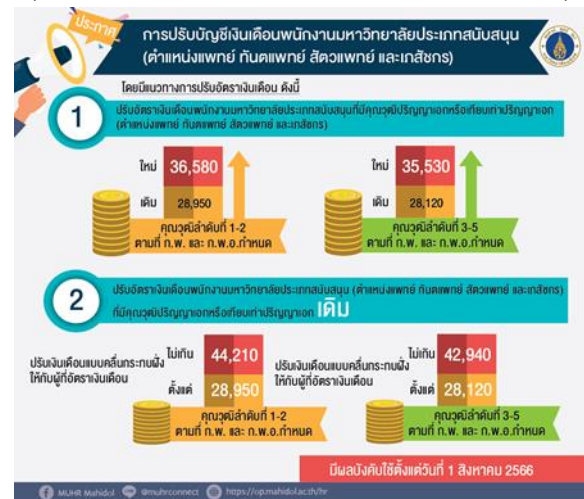 ประกาศ
การปรับบัญชีเงินเดือนพนักงานมหาวิทยาลัยประเภทสนับสนุน
(ตำแหน่งแพทย์ ทันตแพทย์ สัตวแพทย์ และเภสัชกร)
โดยมีแนวทางการปรับอัตราเงินเดือน ดังนี้
1
ปรับอัตราเงินเดือนพนักงานมหาวิทยาลัยประเภทสนับสนุนที่มีคุณวุฒิปริญญาเอกหรือเทียบเท่าปริญญาเอก
(ตำแหน่งแพทย์ ทันตแพทย์ สัตวแพทย์ และเภสัชกร)
ใหม่ 36,580
เดิม 28,950
คุณวุฒิลำดับที่ 1-2
ตามที่ ก.พ. และ ก.พ.อ.กำหนด
ใหม่ 35,530
เดิม 28,120
คุณวุฒิลำดับที่ 3-5
ตามที่ ก.พ. และ ก.พ.อ.กำหนด
2
ปรับอัตราเงินเดือนพนักงานมหาวิทยาลัยประเภทสนับสนุน (ตำแหน่งแพทย์ ทันตแพทย์ สัตวแพทย์ และเภสัชกร)
ที่มีคุณวุฒิปริญญาเอกหรือเทียบเท่าปริญญาเอก เดิม
ปรับเงินเดือนแบบคลื่นกระทบฝั่ง
ให้กับผู้ที่อัตราเงินเดือน
ไม่เกิน 44,210
ตั้งแต่ 28,950
คุณวุฒิลำดับที่ 1-2
ตามที่ ก.พ. และ ก.พ.อ.กำหนด
ปรับเงินเดือนแบบคลื่นกระทบฝั่ง
ให้กับผู้ที่อัตราเงินเดือน
ไม่เกิน 42,940
ตั้งแต่ 28,120
คุณวุฒิลำดับที่ 3-5
ตามที่ ก.พ. และ ก.พ.อ.กำหนด
มีผลบังคับใช้ตั้งแต่วันที่ 1 สิงหาคม 2566
MUHR Mahidol @muhrconnect https://op.mahidol.ac.th/hr